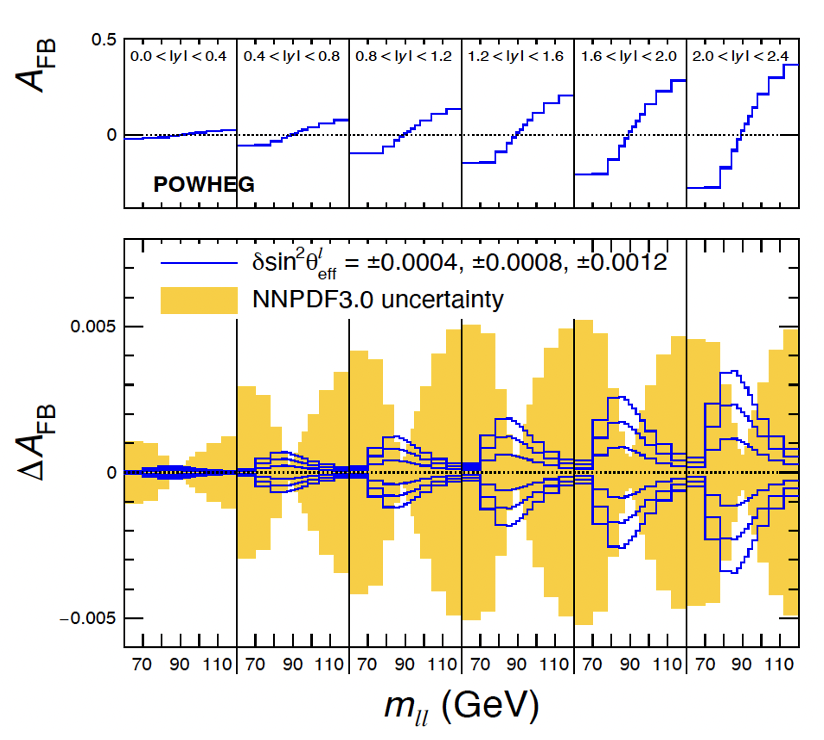 0.5
A_FB
0
0.0 < |y| < 0.4
0.4 < |y| < 0.8
0.8 < |y| < 1.2
1.2 < |y| < 1.6
1.6 < |y| < 2.0
2.0 < |y| < 2.4
POWHEG
δsin²θ^l_eff = ±0.0004, ±0.0008, ±0.0012
NNPDF3.0 uncertainty
0.005
ΔA_FB
0
−0.005
70 90 110 70 90 110 70 90 110 70 90 110 70 90 110 70 90 110
m_ll (GeV)